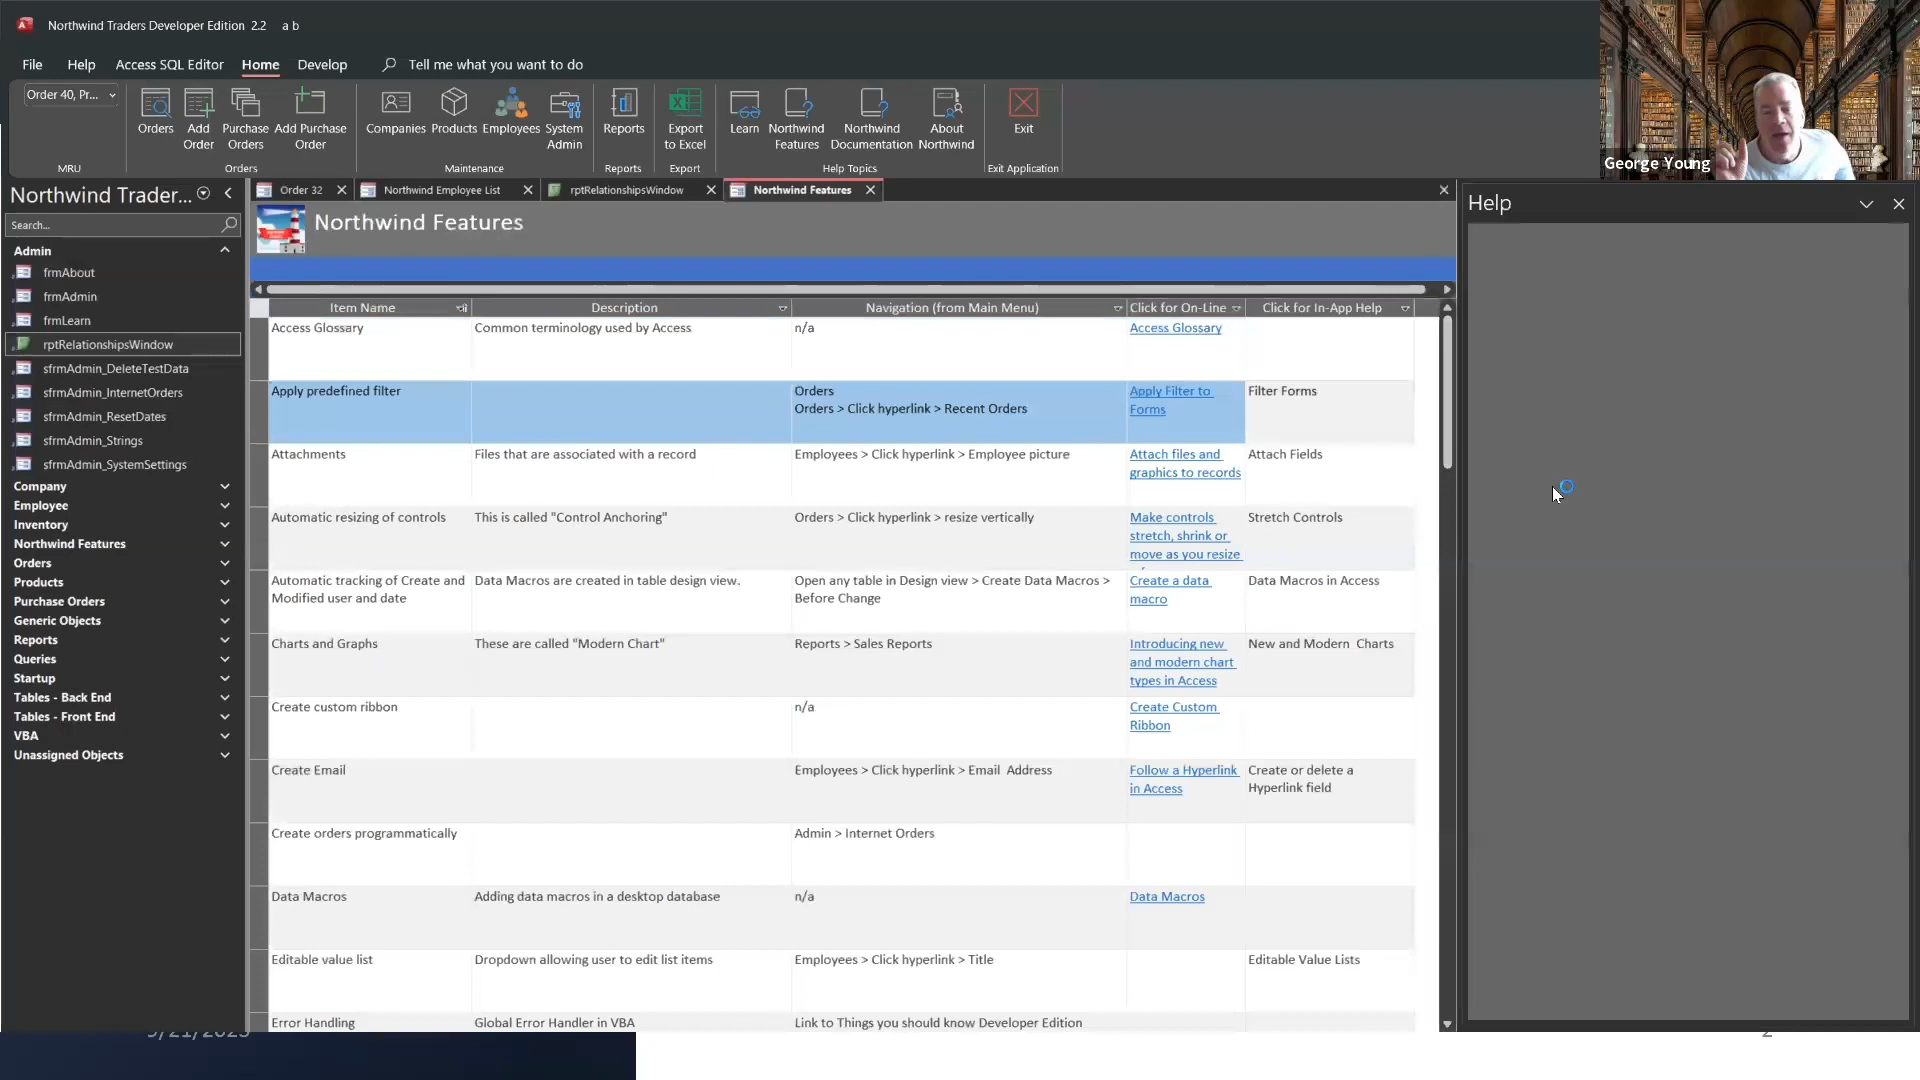 Northwind Traders Developer Edition 2.2 a b
File Help Access SQL Editor Home Develop Tell me what you want to do
Order 40, Pr...
MRU
Orders
Add Order
Purchase Orders
Add Purchase Order
Orders
Companies
Products
Employees
System Admin
Maintenance
Reports
Reports
Export to Excel
Export
Learn
Northwind Features
Northwind Documentation
About Northwind
Help Topics
Exit
Exit Application
George Young
Northwind Trader...
Search...
Admin
frmAbout
frmAdmin
frmLearn
rptRelationshipsWindow
sfrmAdmin_DeleteTestData
sfrmAdmin_InternetOrders
sfrmAdmin_ResetDates
sfrmAdmin_Strings
sfrmAdmin_SystemSettings
Company
Employee
Inventory
Northwind Features
Orders
Products
Purchase Orders
Generic Objects
Reports
Queries
Startup
Tables - Back End
Tables - Front End
VBA
Unassigned Objects
Order 32 Northwind Employee List rptRelationshipsWindow Northwind Features
Northwind Features
Item Name Description Navigation (from Main Menu) Click for On-Line Click for In-App Help
Access Glossary Common terminology used by Access n/a Access Glossary
Apply predefined filter Orders Apply Filter to Filter Forms
Orders > Click hyperlink > Recent Orders Forms
Attachments Files that are associated with a record Employees > Click hyperlink > Employee picture Attach files and Attach Fields
graphics to records
Automatic resizing of controls This is called "Control Anchoring" Orders > Click hyperlink > resize vertically Make controls Stretch Controls
stretch, shrink or
move as you resize
Automatic tracking of Create and Data Macros are created in table design view. Open any table in Design view > Create Data Macros > Create a data Data Macros in Access
Modified user and date Before Change macro
Charts and Graphs These are called "Modern Chart" Reports > Sales Reports Introducing new New and Modern Charts
and modern chart
types in Access
Create custom ribbon n/a Create Custom
Ribbon
Create Email Employees > Click hyperlink > Email Address Follow a Hyperlink Create or delete a
in Access Hyperlink field
Create orders programmatically Admin > Internet Orders
Data Macros Adding data macros in a desktop database n/a Data Macros
Editable value list Dropdown allowing user to edit list items Employees > Click hyperlink > Title Editable Value Lists
Error Handling Global Error Handler in VBA Link to Things you should know Developer Edition
Help